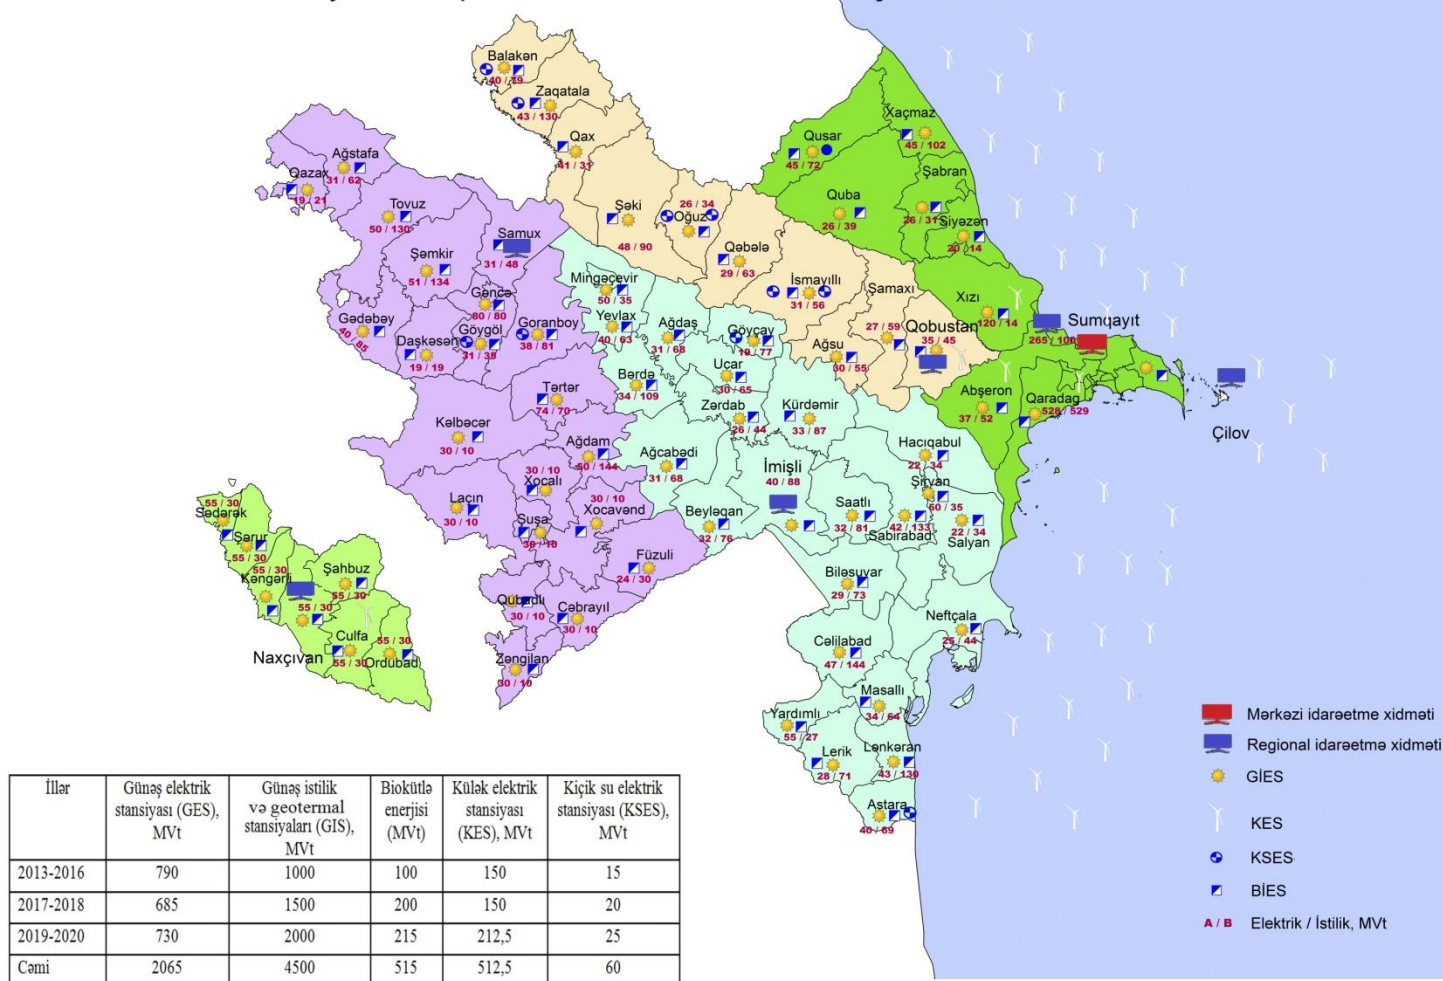 Balakən
40 / 19
Zaqatala
43 / 130
Qax
41 / 31
Xaçmaz
45 / 102
Qusar
45 / 72
Ağstafa
31 / 62
Qazax
19 / 21
Şabran
26 / 31
Quba
26 / 39
Siyəzən
20 / 14
Tovuz
50 / 130
Şəki
48 / 90
26 / 34
Oğuz
Samux
31 / 48
Qəbələ
29 / 63
Şəmkir
51 / 134
Mingəçevir
50 / 35
İsmayıllı
31 / 56
Şamaxı
27 / 59
Xızı
120 / 14
Gəncə
80 / 80
Sumqayıt
265 / 100
Gədəbəy
40 / 85
Daşkəsən
19 / 19
Göygöl
31 / 35
Goranboy
38 / 81
Yevlax
40 / 63
Ağdaş
31 / 68
Göyçay
19 / 77
Ağsu
30 / 55
Qobustan
35 / 45
Bərdə
34 / 109
Ucar
30 / 65
Tərtər
74 / 70
Zərdab
26 / 44
Kürdəmir
33 / 87
Abşeron
37 / 52
Qaradag
528 / 529
Çilov
Kəlbəcər
30 / 10
Ağdam
50 / 144
Ağcabədi
31 / 68
İmişli
40 / 88
Hacıqabul
22 / 34
30 / 10
Xocalı
Laçın
30 / 10
30 / 10
Xocavənd
Şuşa
30 / 10
Beyləqan
32 / 76
Saatlı
32 / 81
42 / 133
Sabirabad
Şirvan
60 / 35
22 / 34
Salyan
55 / 30
Sədərək
Şərur
55 / 30
55 / 30
Kəngərli
Şahbuz
55 / 30
55 / 30
Naxçıvan
Culfa
55 / 30
55 / 30
Ordubad
Füzuli
24 / 30
Qubadlı
30 / 10
Cəbrayıl
30 / 10
Zəngilan
30 / 10
Biləsuvar
29 / 73
Neftçala
25 / 44
Cəlilabad
47 / 144
Masallı
34 / 64
Yardımlı
55 / 27
Lerik
28 / 71
Lənkəran
43 / 130
Astara
40 / 69
Mərkəzi idarəetme xidməti
Regional idarəetmə xidməti
GİES
KES
KSES
BİES
A / B Elektrik / İstilik, MVt
İllər
Günəş elektrik
stansiyası (GES),
MVt
Günəş istilik
və geotermal
stansiyaları (GIS),
MVt
Biokütlə
enerjisi
(MVt)
Külək elektrik
stansiyası
(KES), MVt
Kiçik su elektrik
stansiyası (KSES),
MVt
2013-2016 790 1000 100 150 15
2017-2018 685 1500 200 150 20
2019-2020 730 2000 215 212,5 25
Cəmi 2065 4500 515 512,5 60